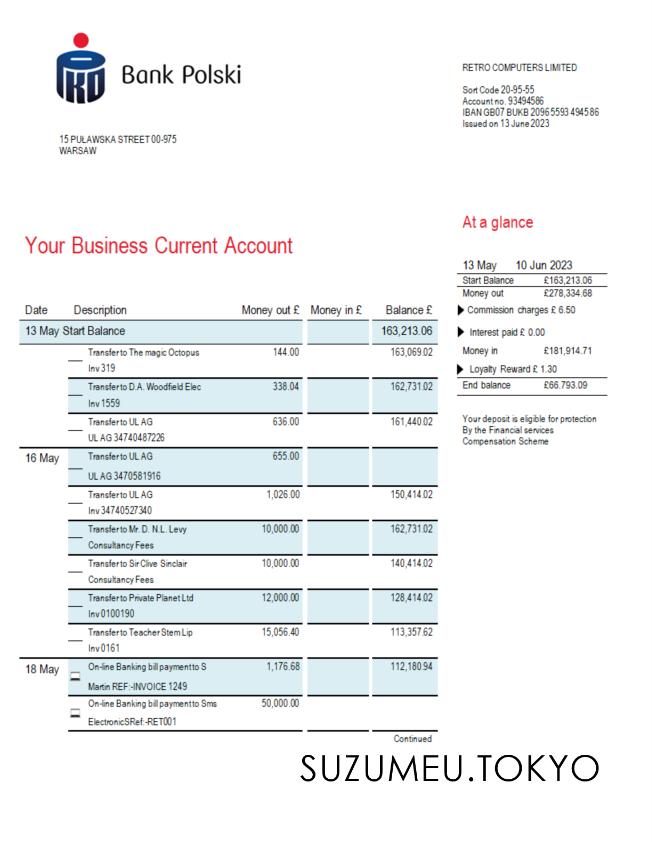 PKO Bank Polski
RETRO COMPUTERS LIMITED
Sort Code 20-95-55
Account no. 93494586
IBAN GB07 BUKB 2096 5593 4945 86
Issued on 13 June 2023
15 PUŁAWSKA STREET 00-975
WARSAW
At a glance
Your Business Current Account
13 May 10 Jun 2023
Start Balance £163,213.06
Money out £278,334.68
Commission charges £ 6.50
Interest paid £ 0.00
Money in £181,914.71
Loyalty Reward £ 1.30
End balance £66.793.09
Your deposit is eligible for protection
By the Financial services
Compensation Scheme
Date Description Money out £ Money in £ Balance £
13 May Start Balance 163,213.06
Transfer to The magic Octopus 144.00 163,069.02
Inv 319
Transfer to D.A. Woodfield Elec 338.04 162,731.02
Inv 1559
Transfer to UL AG 636.00 161,440.02
UL AG 34740487226
16 May Transfer to UL AG 655.00
UL AG 3470581916
Transfer to UL AG 1,026.00 150,414.02
Inv 34740527340
Transfer to Mr. D. N.L. Levy 10,000.00 162,731.02
Consultancy Fees
Transfer to Sir Clive Sinclair 10,000.00 140,414.02
Consultancy Fees
Transfer to Private Planet Ltd 12,000.00 128,414.02
Inv 0100190
Transfer to Teacher Stem Lip 15,056.40 113,357.62
Inv 0161
18 May On-line Banking bill payment to S 1,176.68 112,180.94
Martin REF:-INVOICE 1249
On-line Banking bill payment to Sms 50,000.00
ElectronicSRef:-RET001
Continued
SUZUMEU.TOKYO